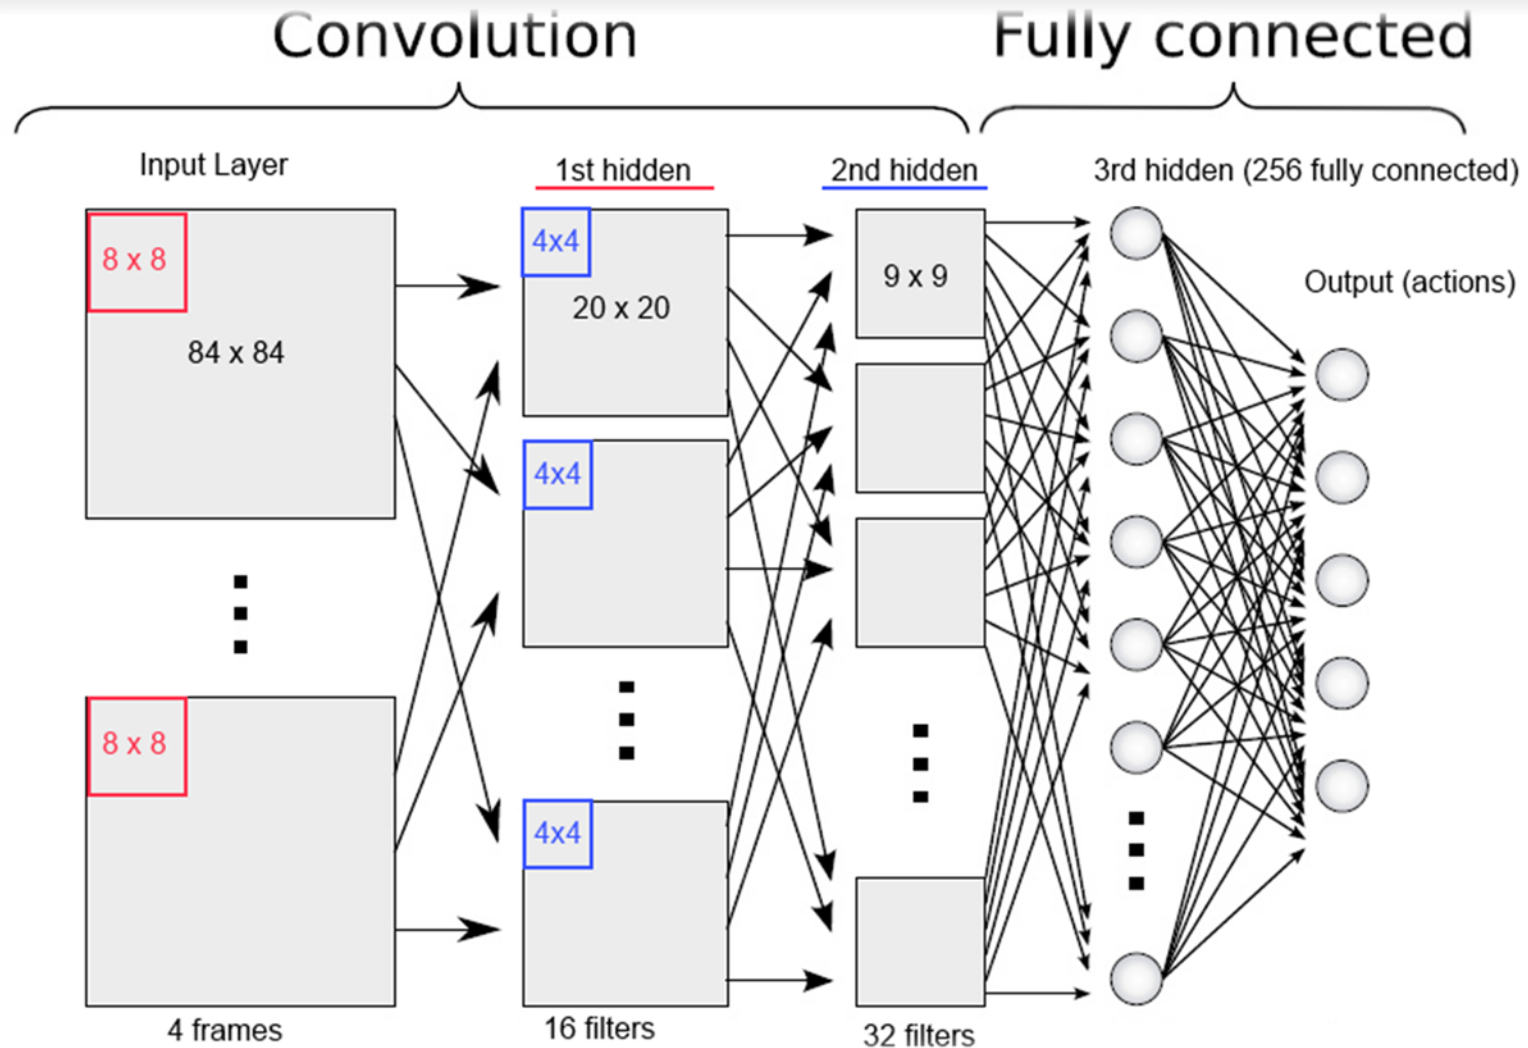 Convolution
Fully connected
Input Layer
1st hidden
2nd hidden
3rd hidden (256 fully connected)
Output (actions)
8 x 8
84 x 84
8 x 8
4x4
20 x 20
4x4
4x4
9 x 9
4 frames
16 filters
32 filters